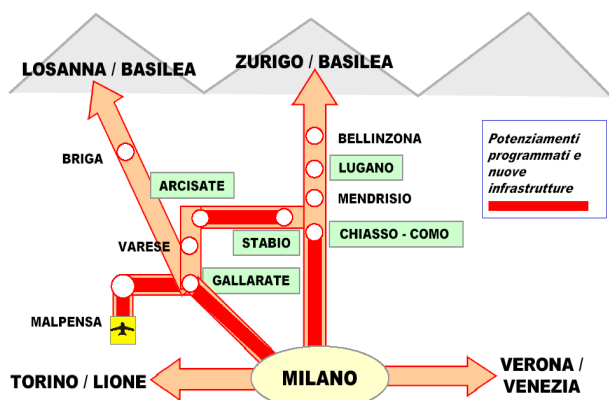 ZURIGO / BASILEA
LOSANNA / BASILEA
BELLINZONA
BRIGA
LUGANO
ARCISATE
MENDRISIO
CHIASSO - COMO
STABIO
VARESE
GALLARATE
MALPENSA
Potenziamenti
programmati e
nuove
infrastrutture
TORINO / LIONE
MILANO
VERONA /
VENEZIA